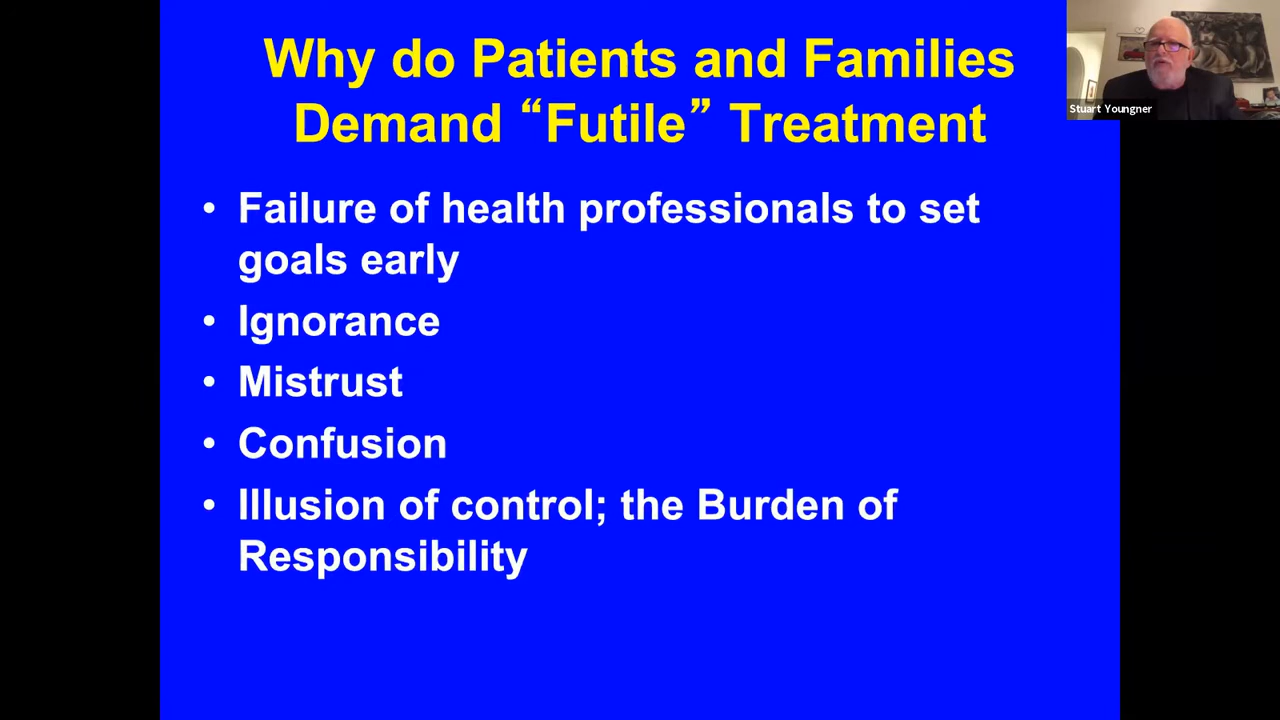 Why do Patients and Families
Demand “Futile” Treatment
• Failure of health professionals to set
goals early
• Ignorance
• Mistrust
• Confusion
• Illusion of control; the Burden of
Responsibility
Stuart Youngner